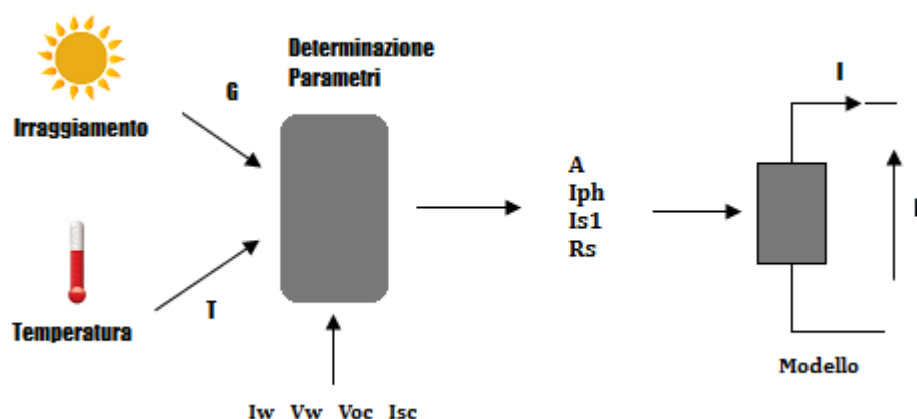 Determinazione
Parametri
G
I
Irraggiamento
A
Iph
Is1
Rs
T
Temperatura
Modello
Iw Vw Voc Isc